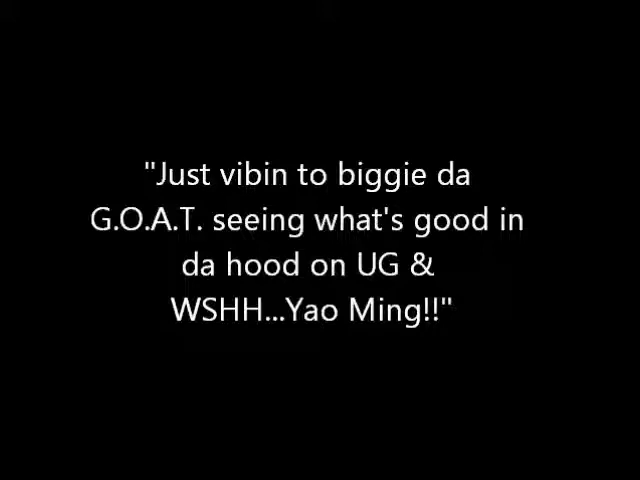 "Just vibin to biggie da
G.O.A.T. seeing what's good in
da hood on UG &
WSHH...Yao Ming!!"